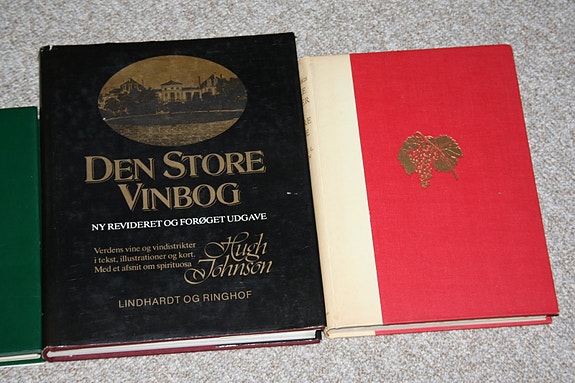 DEN STORE
VINBOG
NY REVIDERET OG FORØGET UDGAVE
Verdens vine og vindistrikter
i tekst, illustrationer og kort.
Med et afsnit om spirituosa
Hugh
Johnson
LINDHARDT OG RINGHOF